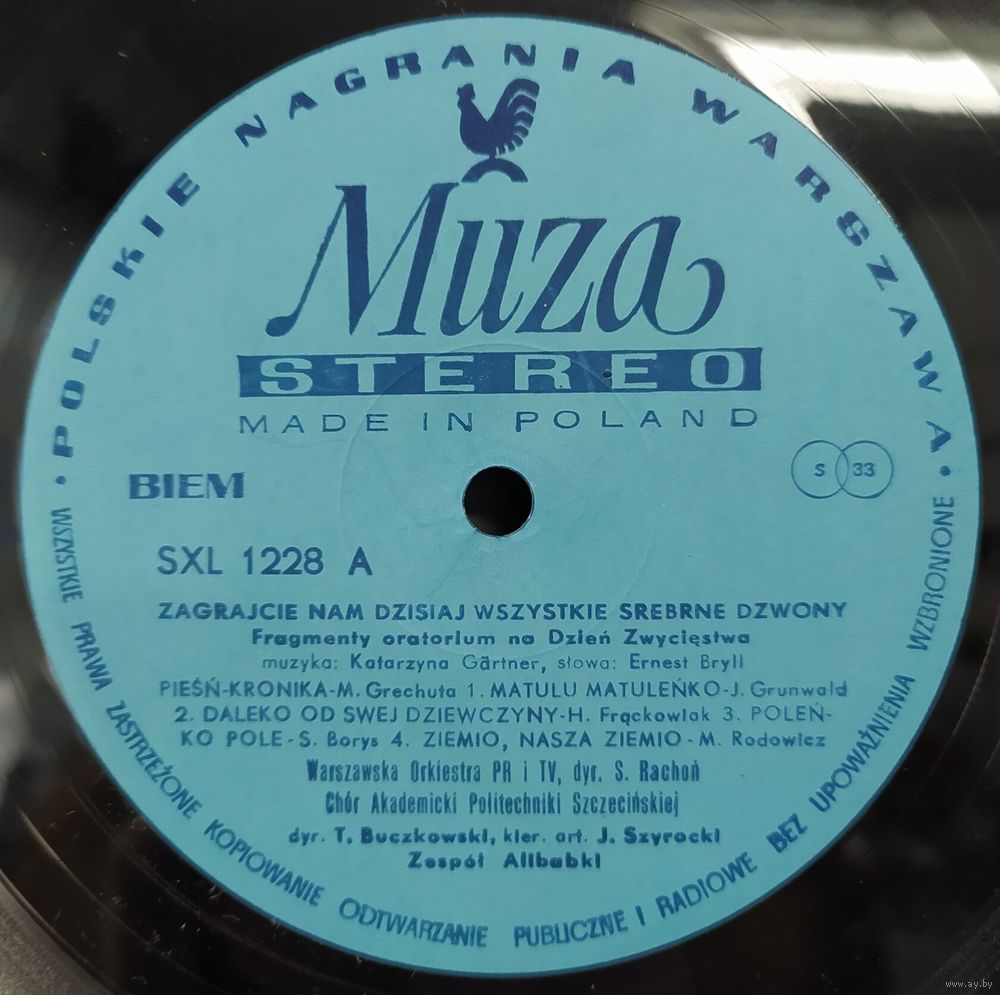 · POLSKIE NAGRANIA WARSZAWA ·
Muza
STEREO
MADE IN POLAND
BIEM
S 33
SXL 1228 A
ZAGRAJCIE NAM DZISIAJ WSZYSTKIE SREBRNE DZWONY
Fragmenty oratorium na Dzień Zwycięstwa
muzyka: Katarzyna Gärtner, słowa: Ernest Bryll
PIEŚŃ-KRONIKA-M. Grechuta 1. MATULU MATULEŃKO-J. Grunwald
2. DALEKO OD SWEJ DZIEWCZYNY-H. Frąckowiak 3. POLEŃ-
KO POLE-S. Borys 4. ZIEMIO, NASZA ZIEMIO-M. Rodowicz
Warszawska Orkiestra PR i TV, dyr. S. Rachoń
Chór Akademicki Politechniki Szczecińskiej
dyr. T. Buczkowski, kier. art. J. Szyrocki
Zespół Alibabki
WSZYSTKIE PRAWA ZASTRZEŻONE KOPIOWANIE ODTWARZANIE PUBLICZNE I RADIOWE BEZ UPOWAŻNIENIA WZBRONIONE
www.ay.by